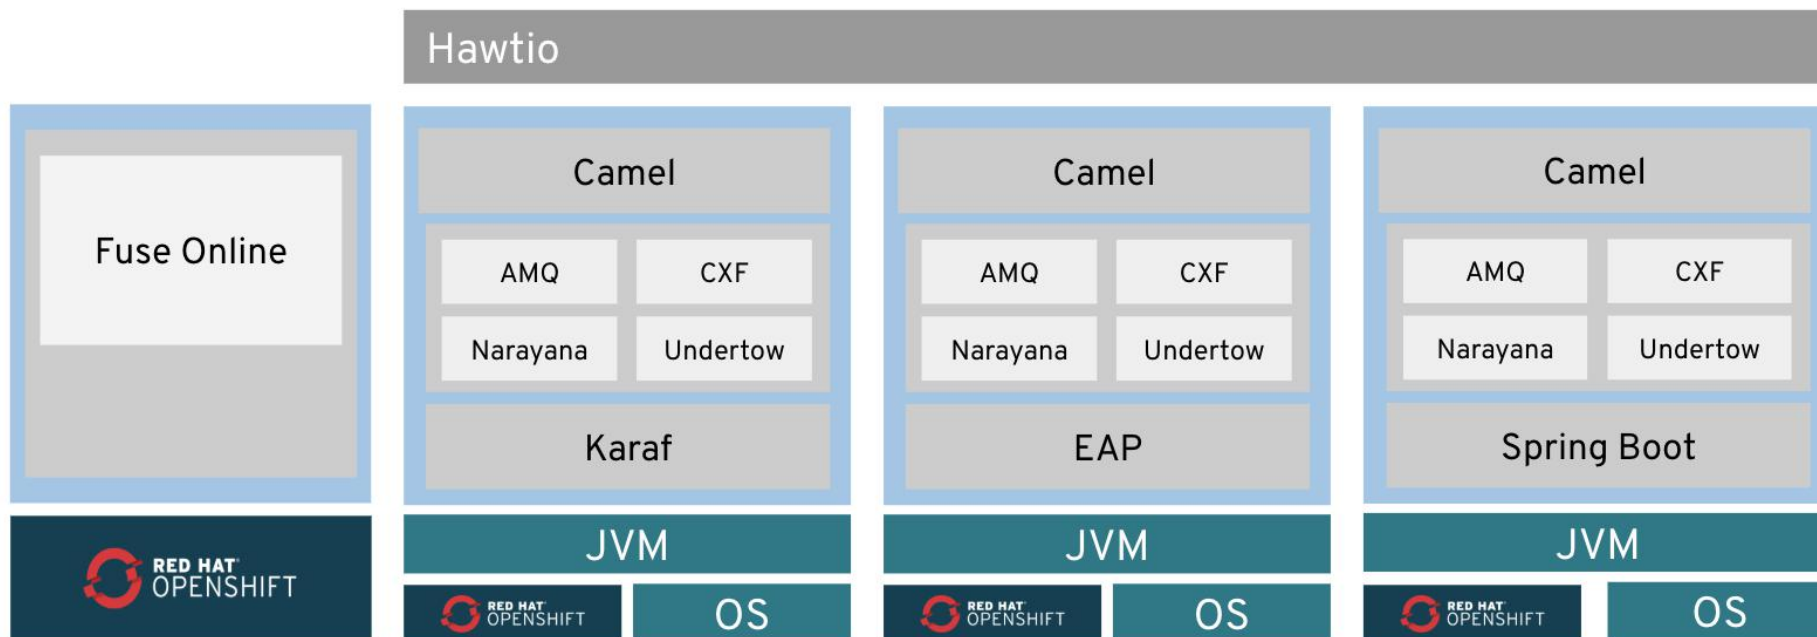 Hawtio
Fuse Online
RED HAT
OPENSHIFT
Camel
AMQ
CXF
Narayana
Undertow
Karaf
JVM
RED HAT
OPENSHIFT
OS
Camel
AMQ
CXF
Narayana
Undertow
EAP
JVM
RED HAT
OPENSHIFT
OS
Camel
AMQ
CXF
Narayana
Undertow
Spring Boot
JVM
RED HAT
OPENSHIFT
OS